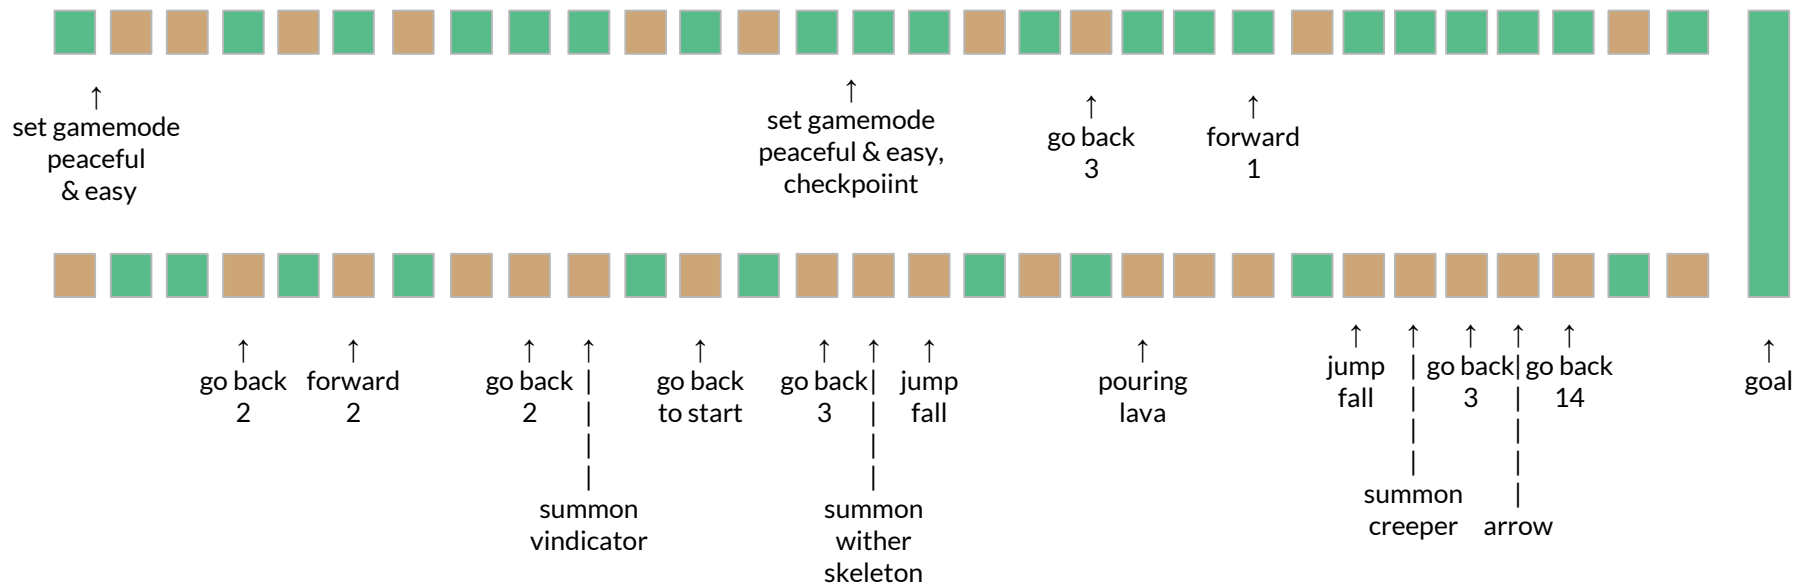 ↑
set gamemode
peaceful
& easy
↑
set gamemode
peaceful & easy,
checkpoiint
↑
go back
3
↑
forward
1
↑
go back
2
↑
forward
2
↑
go back
2
↑
summon
vindicator
↑
go back
to start
↑
go back
3
↑
summon
wither
skeleton
↑
jump
fall
↑
pouring
lava
↑
jump
fall
↑
summon
creeper
↑
go back
3
↑
arrow
↑
go back
14
↑
goal